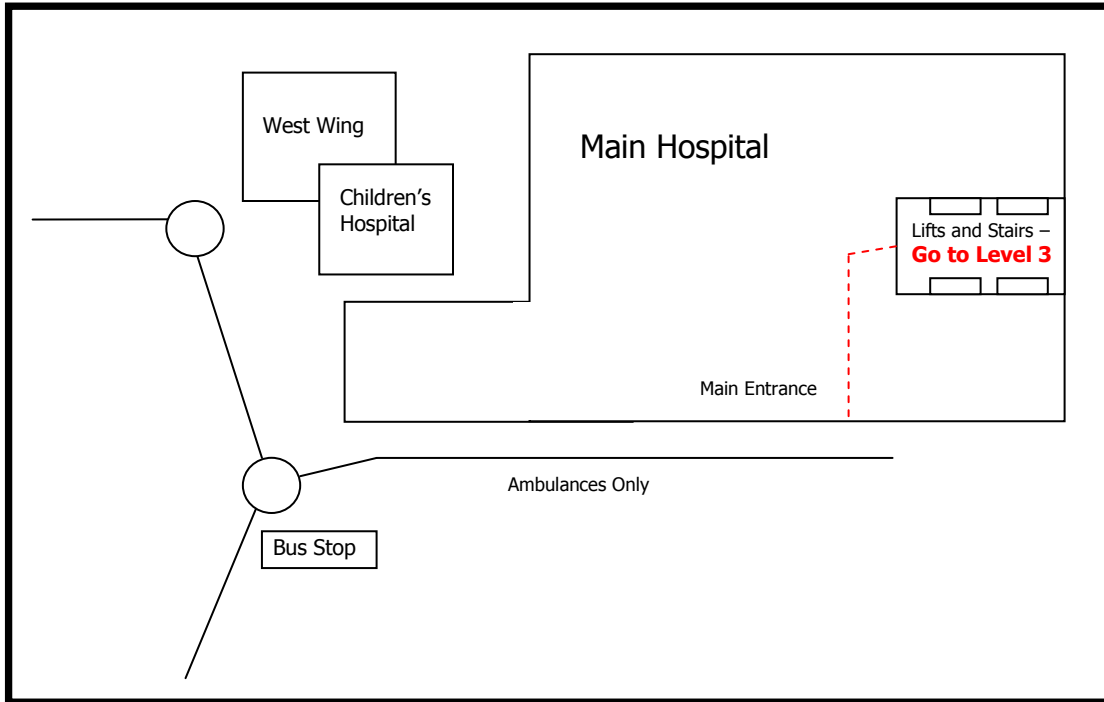 West Wing
Main Hospital
Children’s
Hospital
Lifts and Stairs –
Go to Level 3
Main Entrance
Ambulances Only
Bus Stop